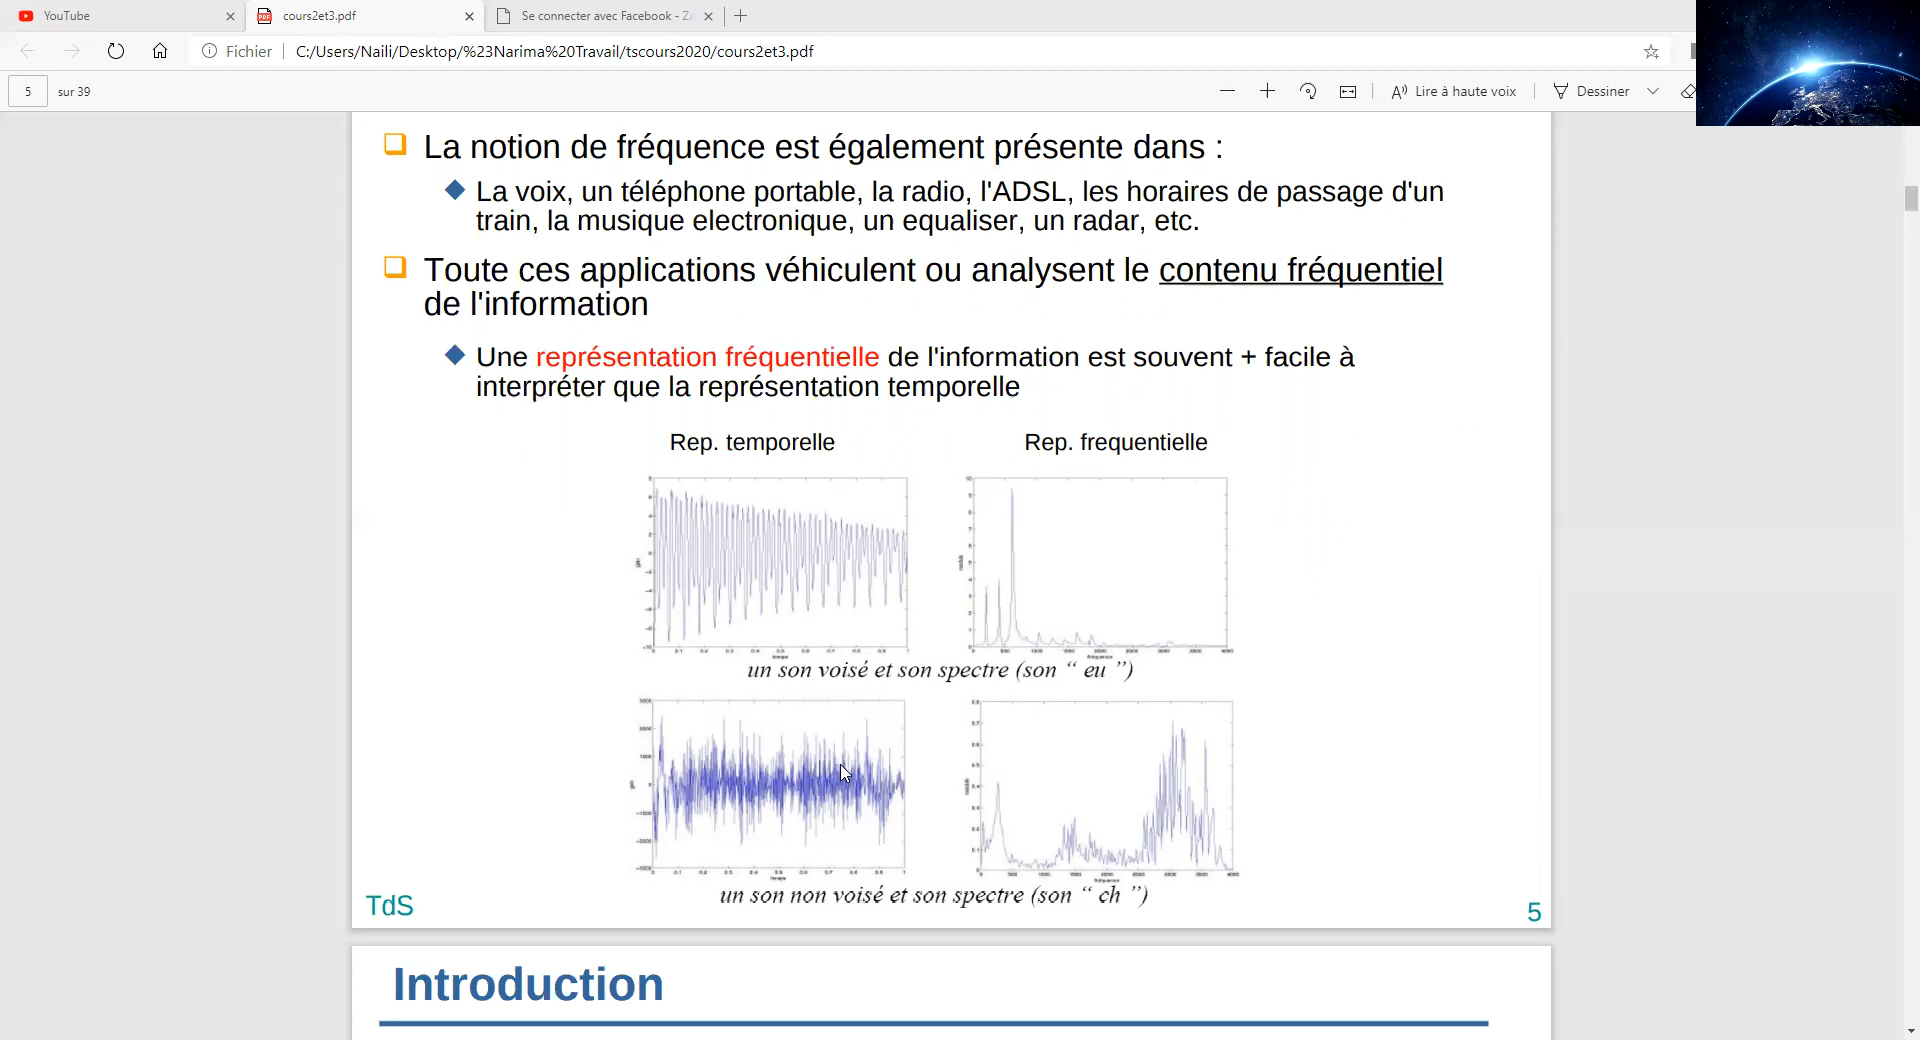 YouTube
cours2et3.pdf
Se connecter avec Facebook - Z
Fichier
C:/Users/Naili/Desktop/%23Narima%20Travail/tscours2020/cours2et3.pdf
5 sur 39
Lire à haute voix
Dessiner
La notion de fréquence est également présente dans :
La voix, un téléphone portable, la radio, l'ADSL, les horaires de passage d'un
train, la musique electronique, un equaliser, un radar, etc.
Toute ces applications véhiculent ou analysent le contenu fréquentiel
de l'information
Une représentation fréquentielle de l'information est souvent + facile à
interpréter que la représentation temporelle
Rep. temporelle
Rep. frequentielle
un son voisé et son spectre (son “ eu ”)
un son non voisé et son spectre (son “ ch ”)
TdS
5
Introduction